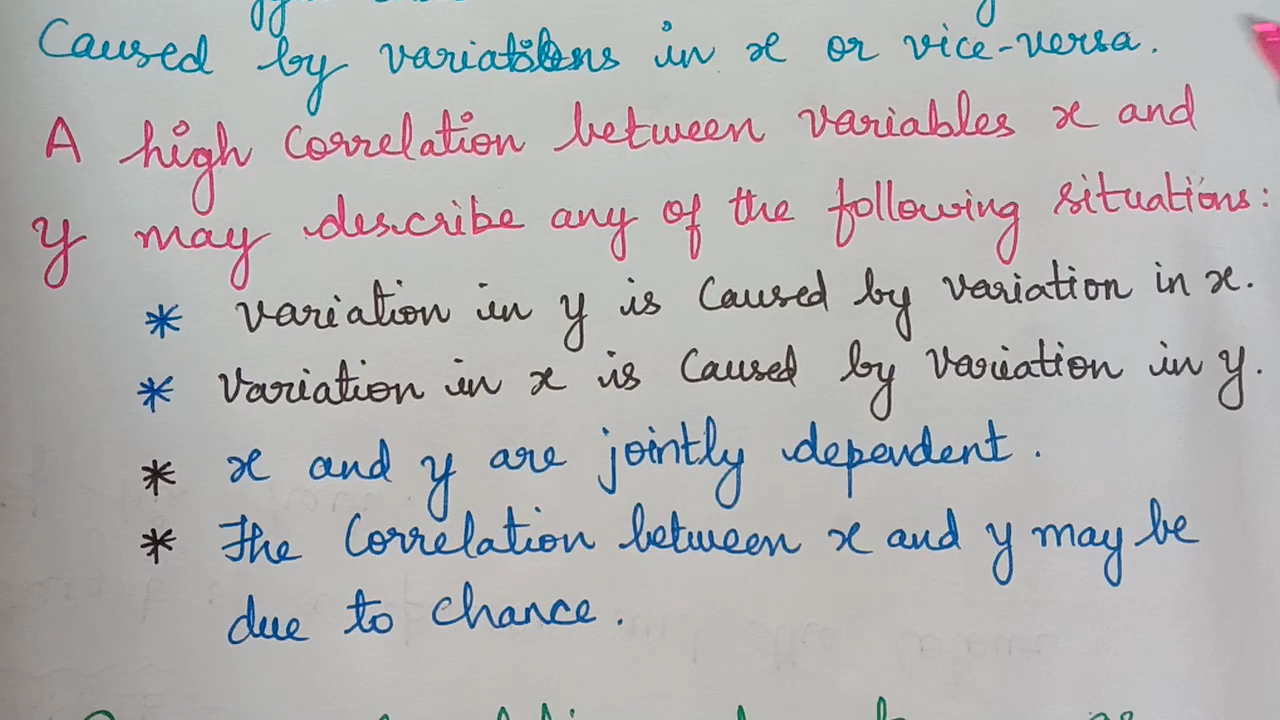 Caused by variations in x or vice-versa.
A high Correlation between variables x and
y may describe any of the following situations:
* Variation in y is Caused by variation in x.
* Variation in x is Caused by Variation in y.
* x and y are jointly dependent.
* The Correlation between x and y may be
due to chance.